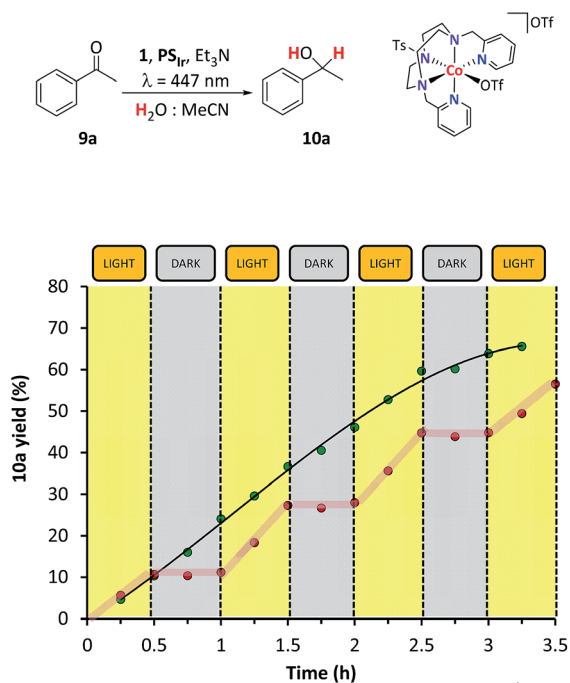 O
1, PS_Ir, Et3N
λ = 447 nm
H2O : MeCN
9a
HO H
10a
]OTf
Ts
N
N
N
N
N
Co
OTf
LIGHT DARK LIGHT DARK LIGHT DARK LIGHT
10a yield (%)
80
70
60
50
40
30
20
10
0
0 0.5 1 1.5 2 2.5 3 3.5
Time (h)